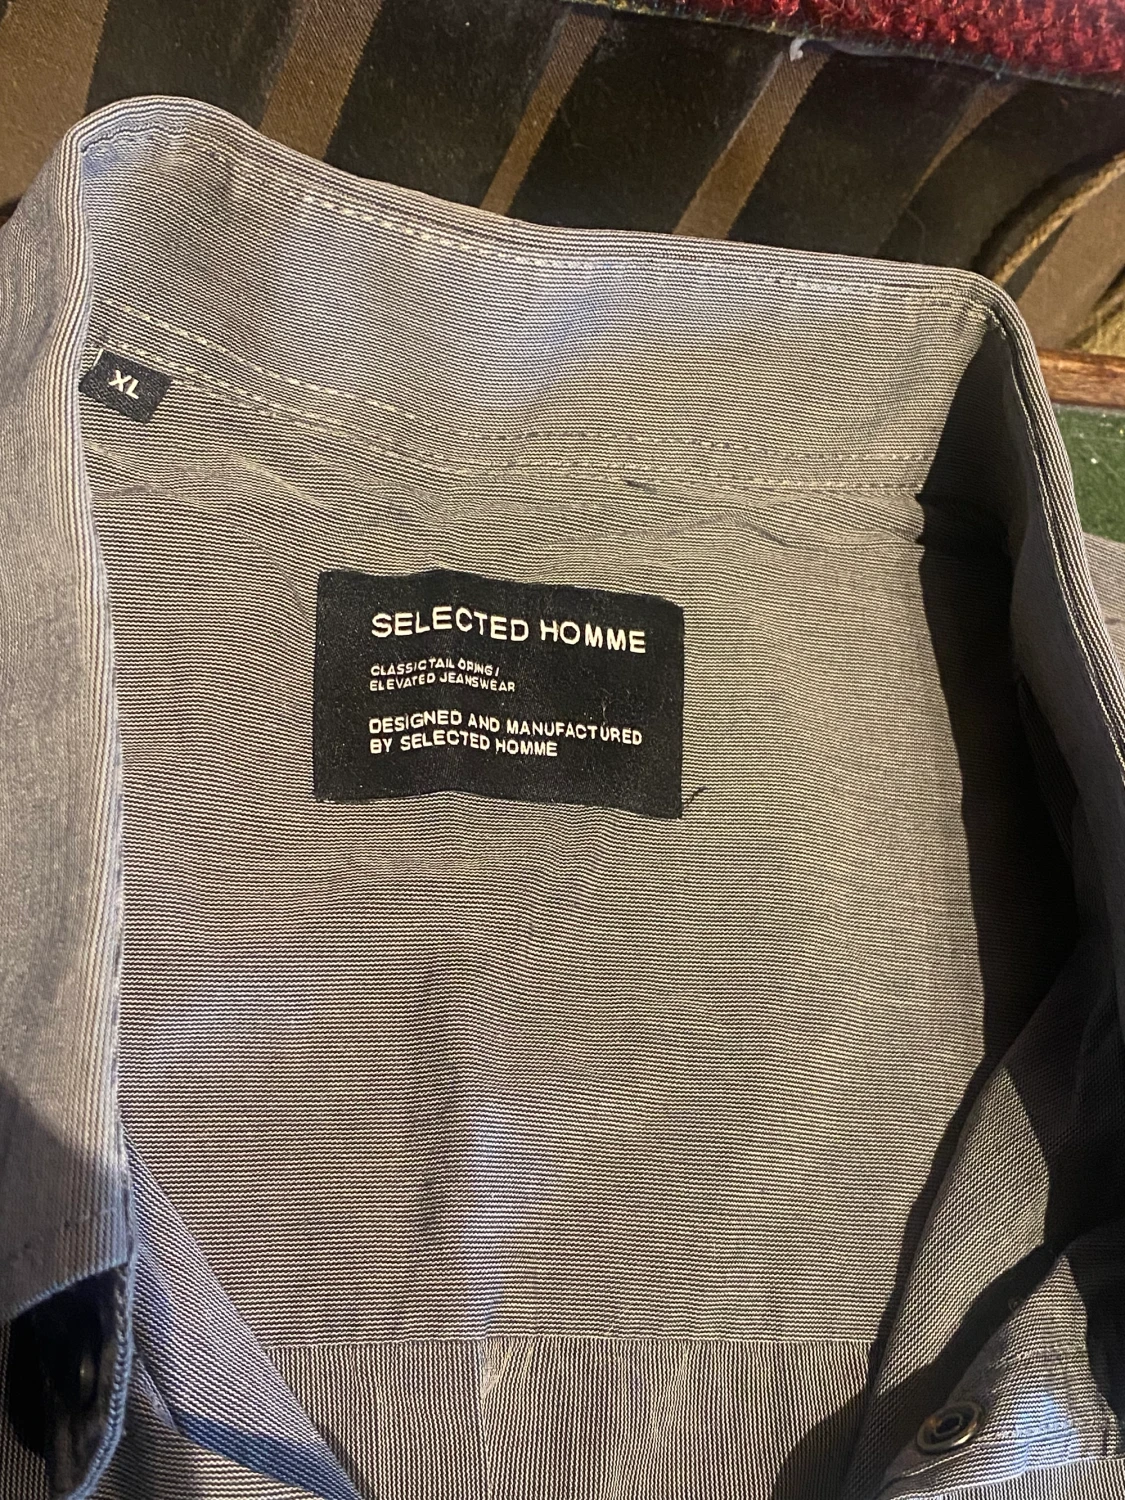 XL
SELECTED HOMME
CLASSIC TAILORING /
ELEVATED JEANSWEAR
DESIGNED AND MANUFACTURED
BY SELECTED HOMME